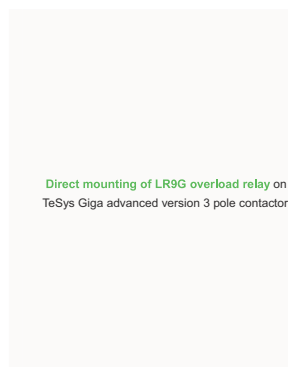 Direct mounting of LR9G overload relay on
TeSys Giga advanced version 3 pole contactor